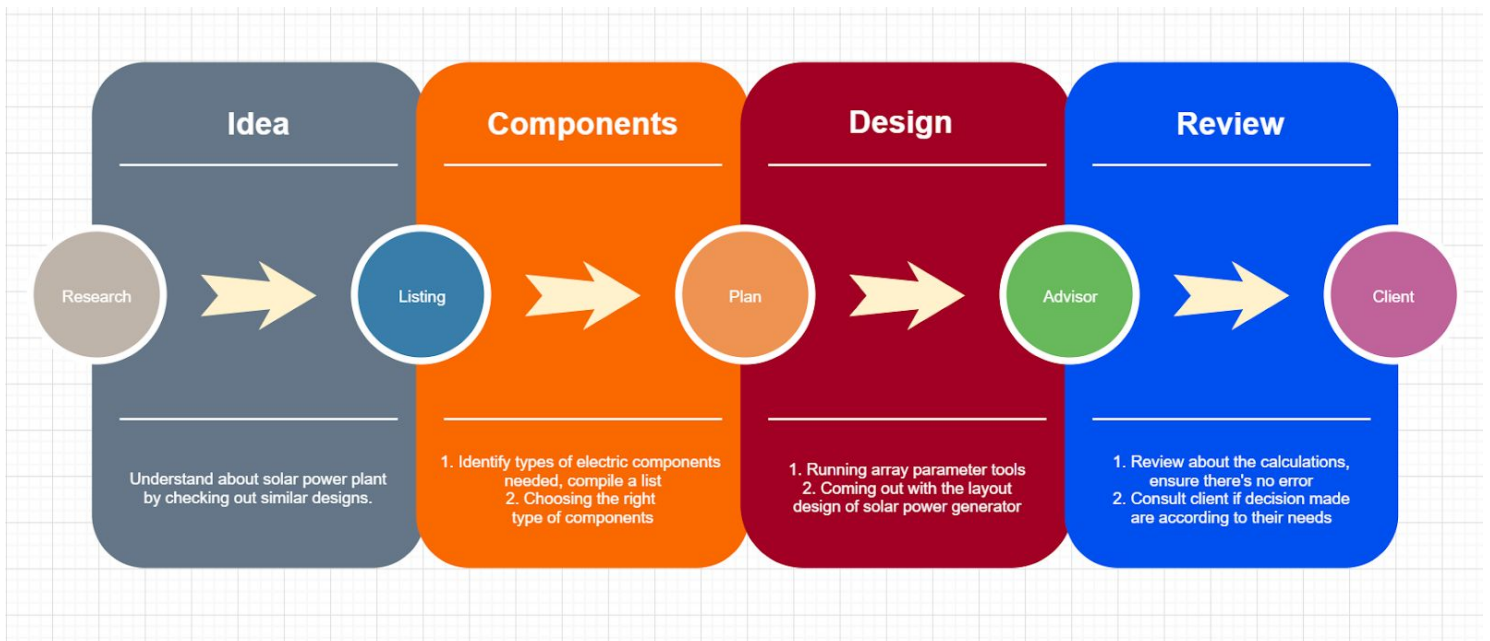 Idea
Components
Design
Review
Research
Listing
Plan
Advisor
Client
Understand about solar power plant
by checking out similar designs.
1. Identify types of electric components
needed, compile a list
2. Choosing the right
type of components
1. Running array parameter tools
2. Coming out with the layout
design of solar power generator
1. Review about the calculations,
ensure there's no error
2. Consult client if decision made
are according to their needs